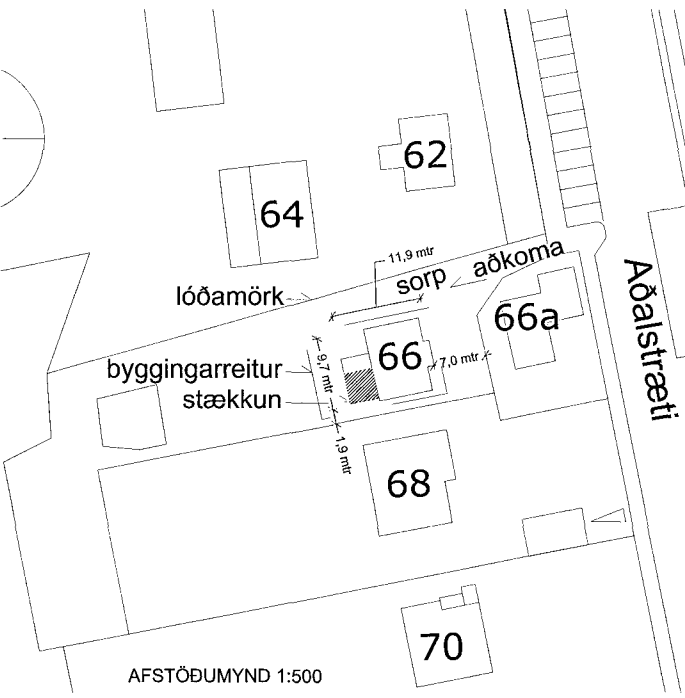 62
64
11,9 mtr
sorp
aðkoma
lóðamörk
66a
Aðalstræti
66
7,0 mtr
byggingarreitur
9,7 mtr
stækkun
1,9 mtr
68
70
AFSTÖÐUMYND 1:500